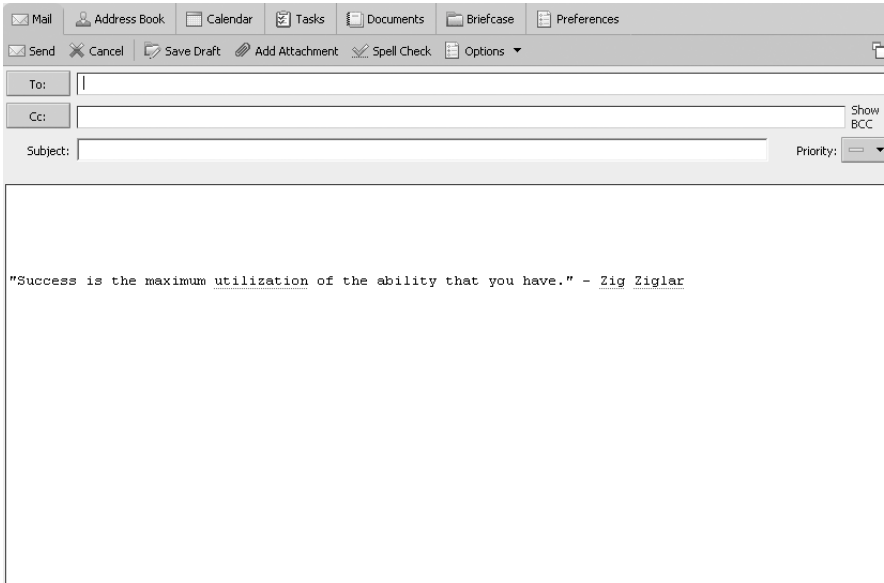 Mail Address Book Calendar Tasks Documents Briefcase Preferences
Send Cancel Save Draft Add Attachment Spell Check Options
To:
Cc: Show
BCC
Subject: Priority:
"Success is the maximum utilization of the ability that you have." - Zig Ziglar